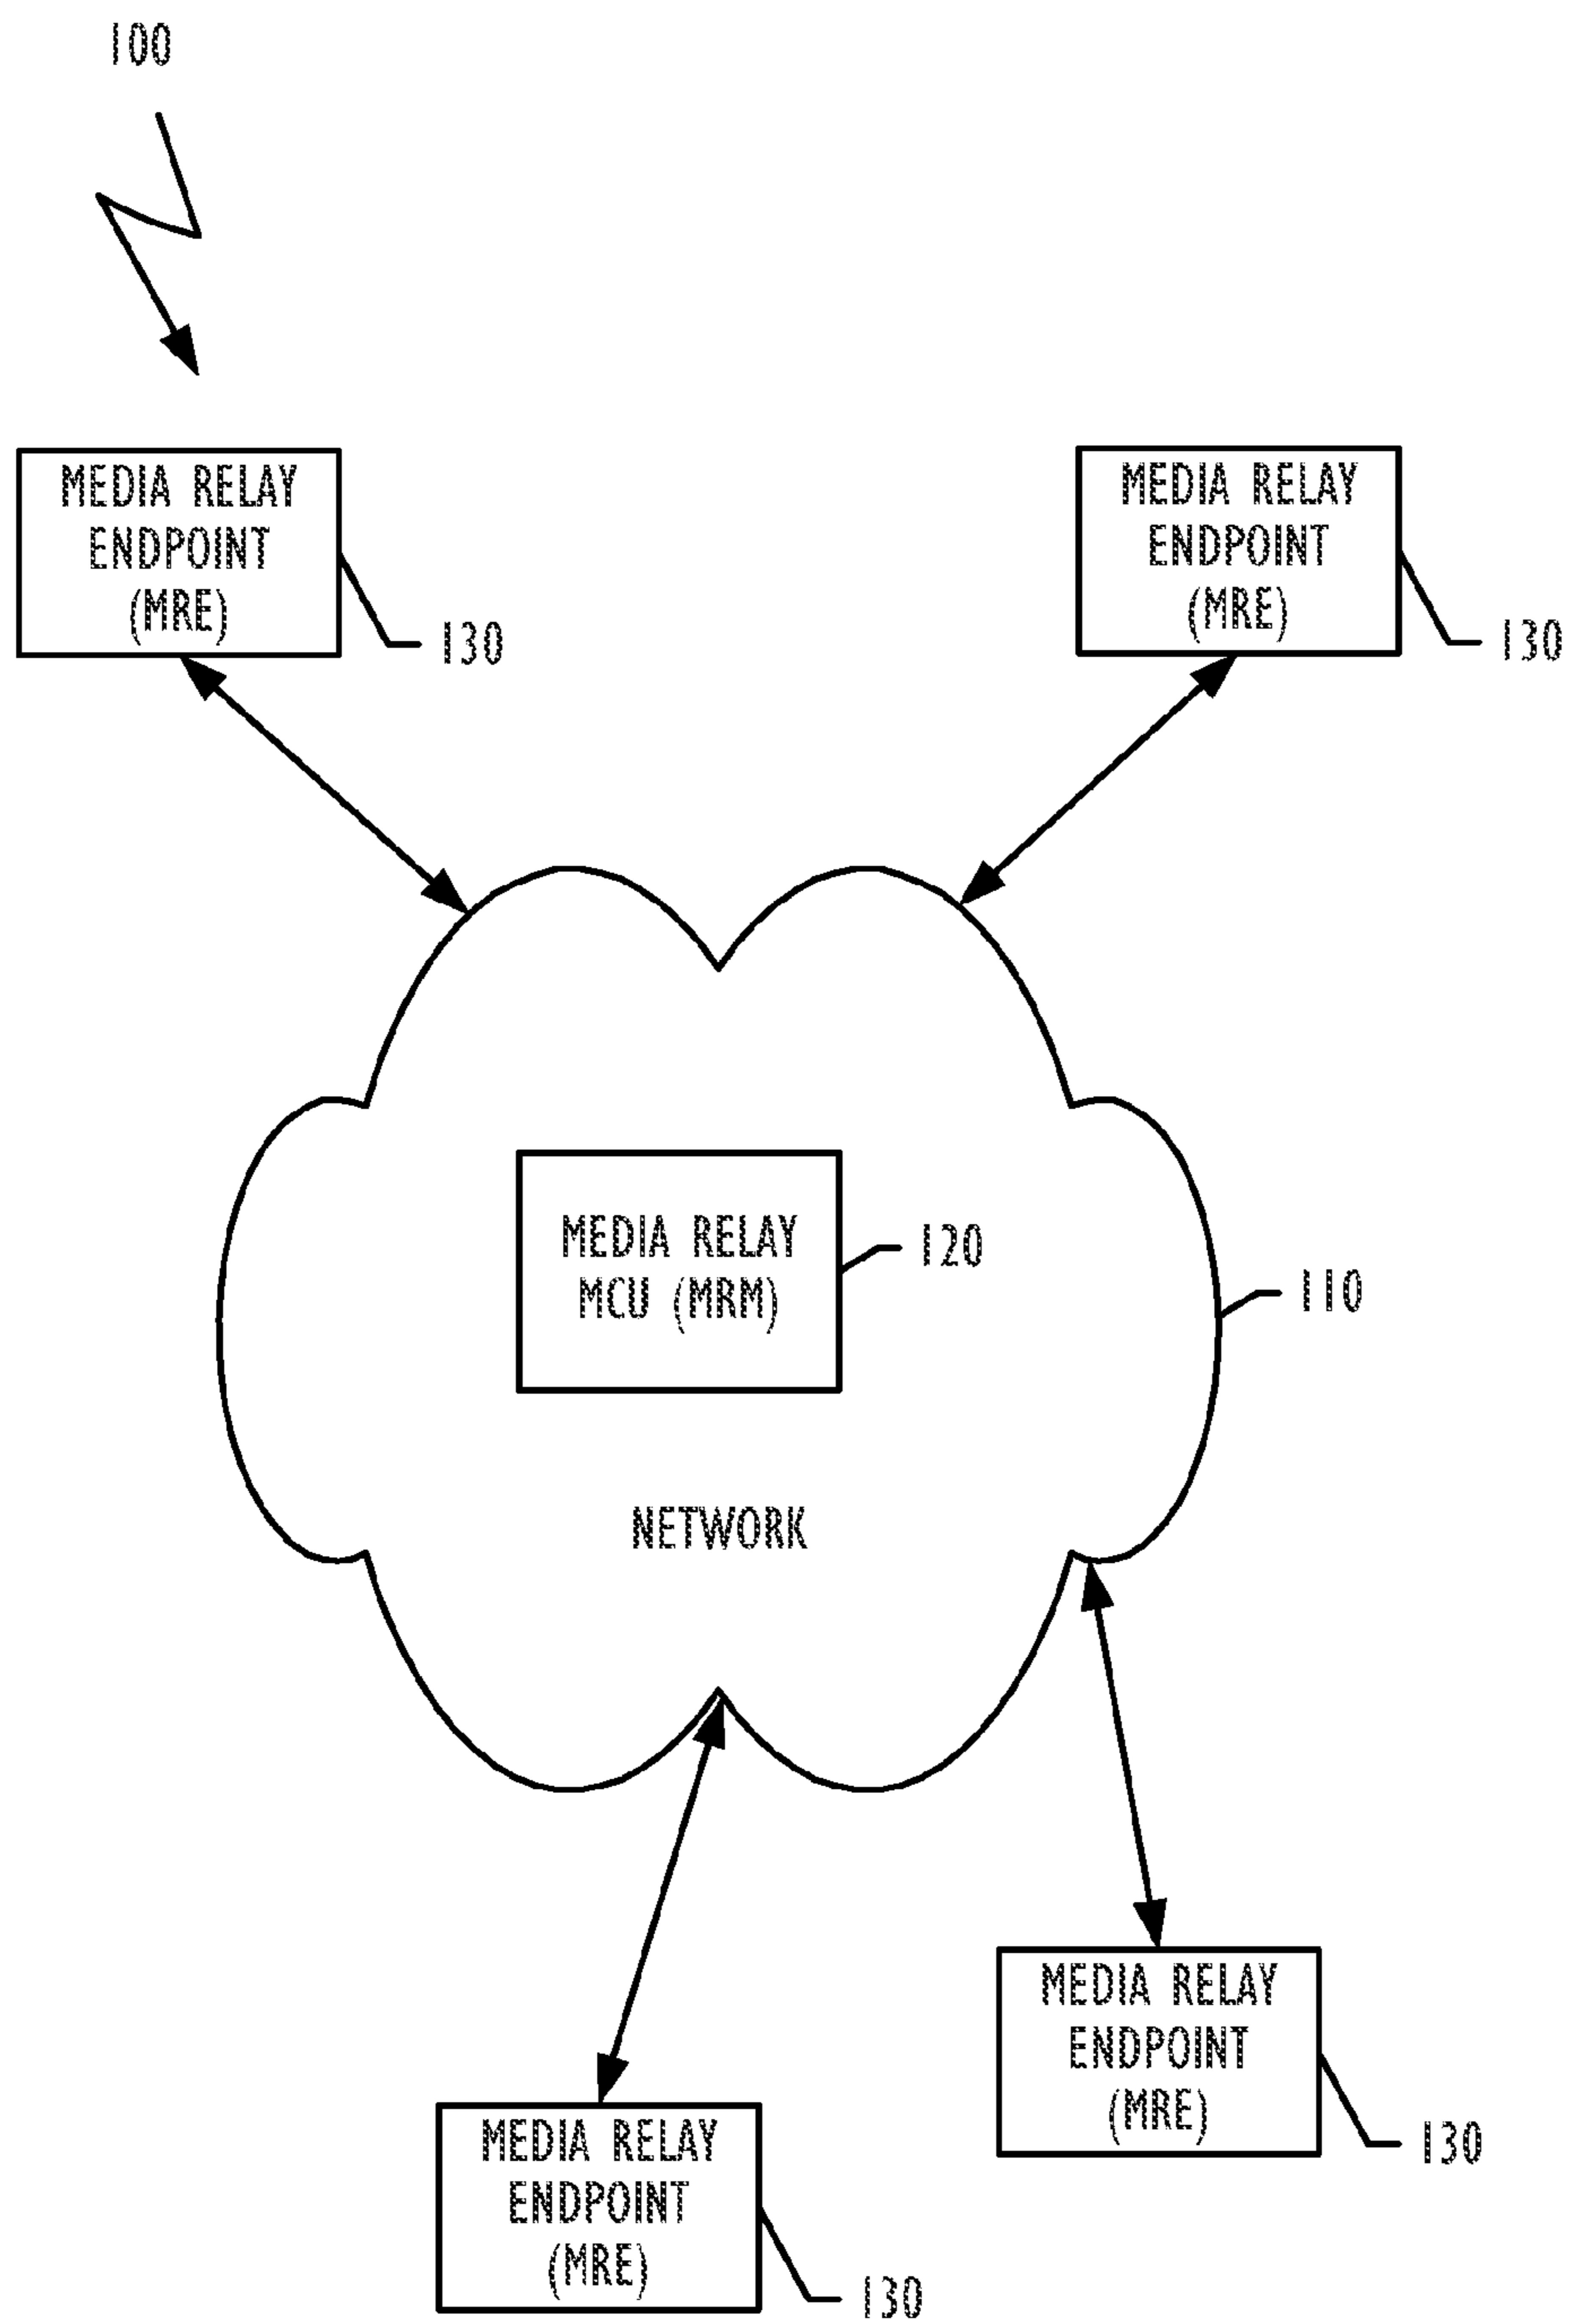 100
MEDIA RELAY
ENDPOINT
(MRE)
130
MEDIA RELAY
ENDPOINT
(MRE)
130
MEDIA RELAY
MCU (MRM)
120
110
NETWORK
MEDIA RELAY
ENDPOINT
(MRE)
130
MEDIA RELAY
ENDPOINT
(MRE)
130